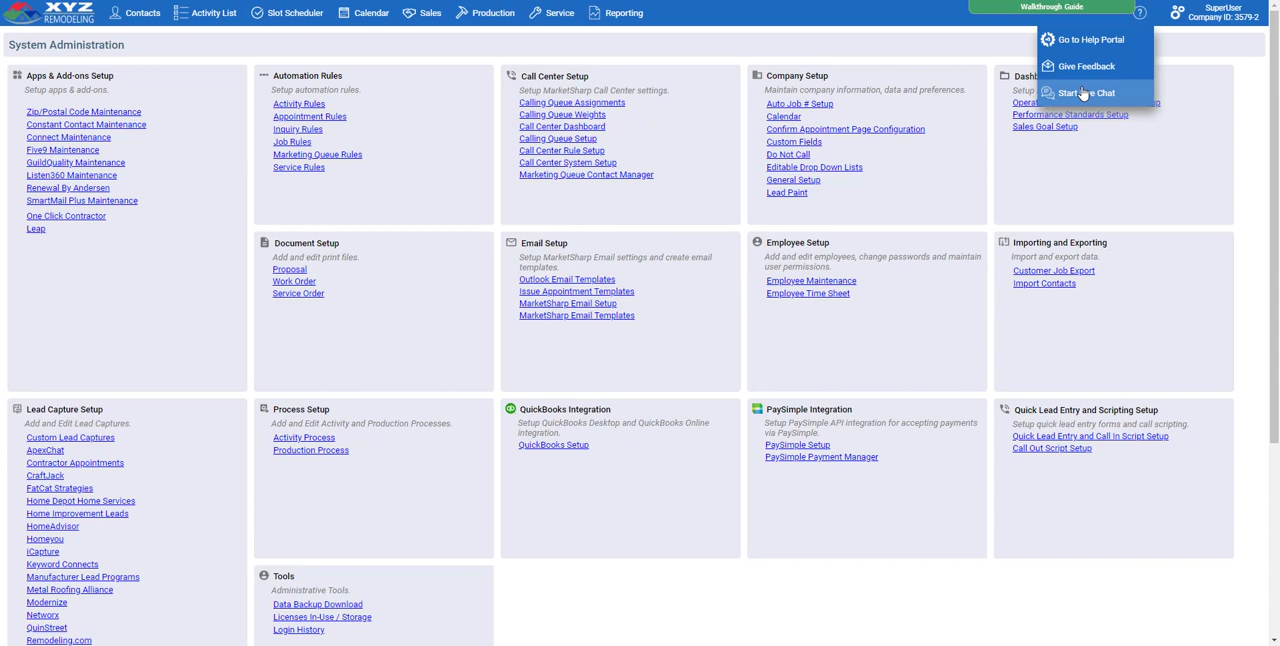 XYZ
REMODELING
Contacts
Activity List
Slot Scheduler
Calendar
Sales
Production
Service
Reporting
Walkthrough Guide
?
SuperUser
Company ID: 3579-2
Go to Help Portal
Give Feedback
System Administration
Apps & Add-ons Setup
Setup apps & add-ons.
Zip/Postal Code Maintenance
Constant Contact Maintenance
Connect Maintenance
Five9 Maintenance
GuildQuality Maintenance
Listen360 Maintenance
Renewal By Andersen
SmartMail Plus Maintenance
One Click Contractor
Leap
Automation Rules
Setup automation rules.
Activity Rules
Appointment Rules
Inquiry Rules
Job Rules
Marketing Queue Rules
Service Rules
Call Center Setup
Setup MarketSharp Call Center settings.
Calling Queue Assignments
Calling Queue Weights
Call Center Dashboard
Calling Queue Setup
Call Center Rule Setup
Call Center System Setup
Marketing Queue Contact Manager
Company Setup
Maintain company information, data and preferences.
Auto Job # Setup
Calendar
Confirm Appointment Page Configuration
Custom Fields
Do Not Call
Editable Drop Down Lists
General Setup
Lead Paint
Setup
Performance Standards Setup
Sales Goal Setup
Document Setup
Add and edit print files.
Proposal
Work Order
Service Order
Email Setup
Setup MarketSharp Email settings and create email
templates.
Outlook Email Templates
Issue Appointment Templates
MarketSharp Email Setup
MarketSharp Email Templates
Employee Setup
Add and edit employees, change passwords and maintain
user permissions.
Employee Maintenance
Employee Time Sheet
Importing and Exporting
Import and export data.
Customer Job Export
Import Contacts
Lead Capture Setup
Add and Edit Lead Captures.
Custom Lead Captures
ApexChat
Contractor Appointments
CraftJack
FatCat Strategies
Home Depot Home Services
Home Improvement Leads
HomeAdvisor
Homeyou
iCapture
Keyword Connects
Manufacturer Lead Programs
Metal Roofing Alliance
Modernize
Networx
QuinStreet
Remodeling.com
Process Setup
Add and Edit Activity and Production Processes.
Activity Process
Production Process
QuickBooks Integration
Setup QuickBooks Desktop and QuickBooks Online
integration.
QuickBooks Setup
PaySimple Integration
Setup PaySimple API integration for accepting payments
via PaySimple.
PaySimple Setup
PaySimple Payment Manager
Quick Lead Entry and Scripting Setup
Setup quick lead entry forms and call scripting.
Quick Lead Entry and Call In Script Setup
Call Out Script Setup
Tools
Administrative Tools.
Data Backup Download
Licenses In-Use / Storage
Login History